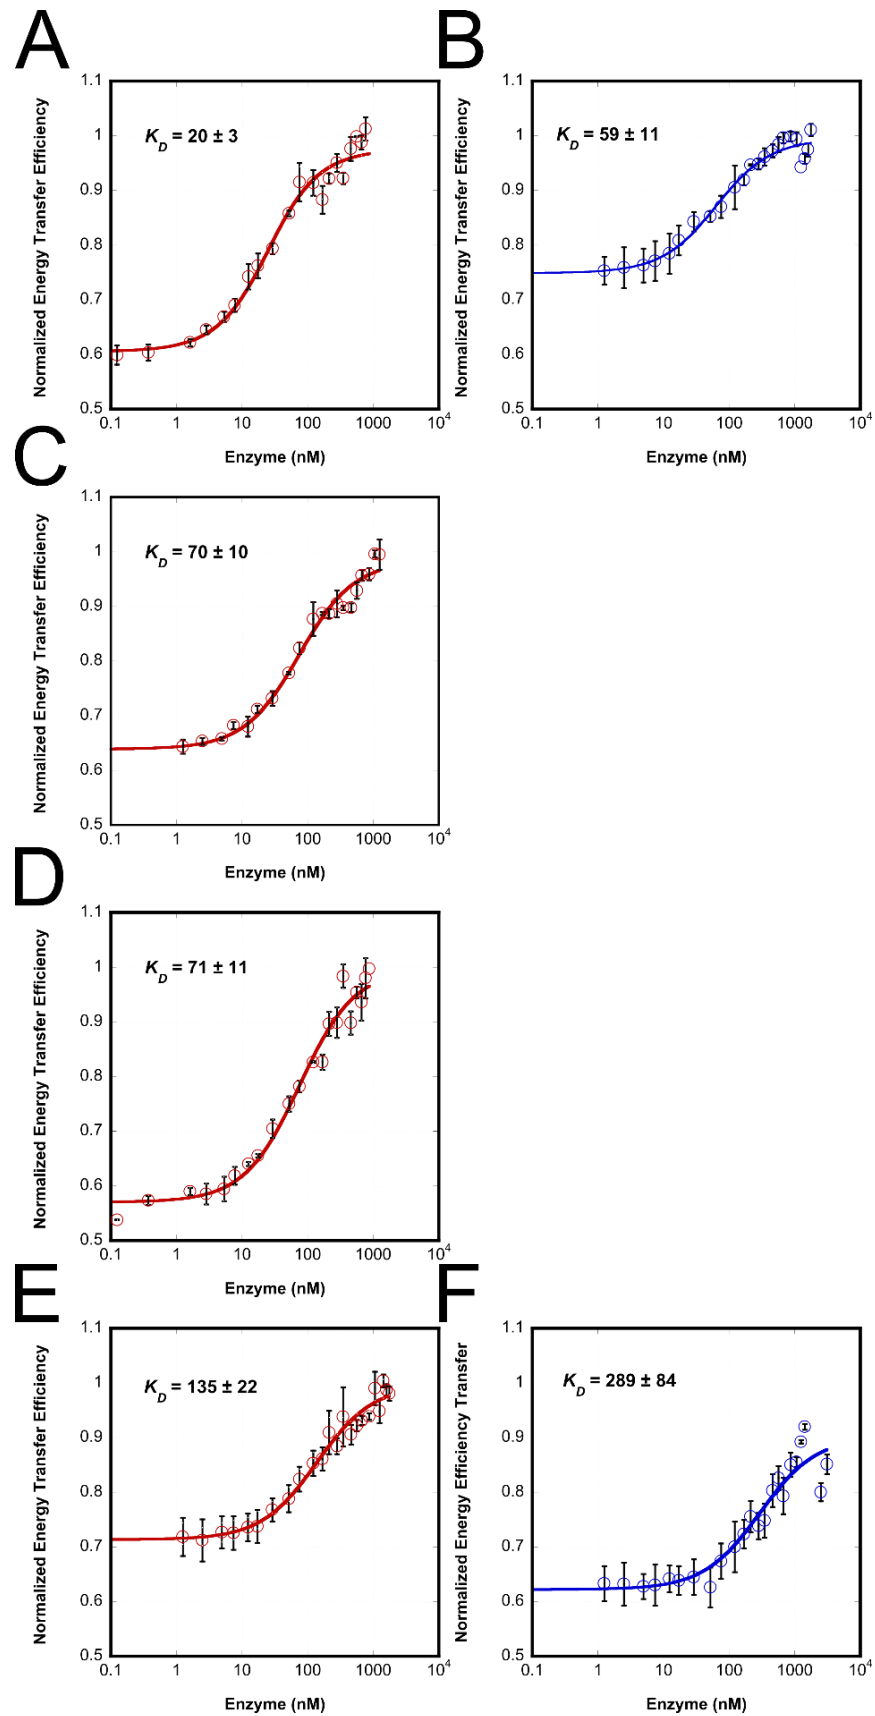 A
B
1.1
1
0.9
0.8
0.7
0.6
0.5
Normalized Energy Transfer Efficiency
K_D = 20 ± 3
0.1 1 10 100 1000 10^4
Enzyme (nM)
1.1
1
0.9
0.8
0.7
0.6
0.5
Normalized Energy Transfer Efficiency
K_D = 59 ± 11
0.1 1 10 100 1000 10^4
Enzyme (nM)
C
1.1
1
0.9
0.8
0.7
0.6
0.5
Normalized Energy Transfer Efficiency
K_D = 70 ± 10
0.1 1 10 100 1000 10^4
Enzyme (nM)
D
1.1
1
0.9
0.8
0.7
0.6
0.5
Normalized Energy Transfer Efficiency
K_D = 71 ± 11
0.1 1 10 100 1000 10^4
Enzyme (nM)
E
F
1.1
1
0.9
0.8
0.7
0.6
0.5
Normalized Energy Transfer Efficiency
K_D = 135 ± 22
0.1 1 10 100 1000 10^4
Enzyme (nM)
1.1
1
0.9
0.8
0.7
0.6
0.5
Normalized Energy Efficiency Transfer
K_D = 289 ± 84
0.1 1 10 100 1000 10^4
Enzyme (nM)